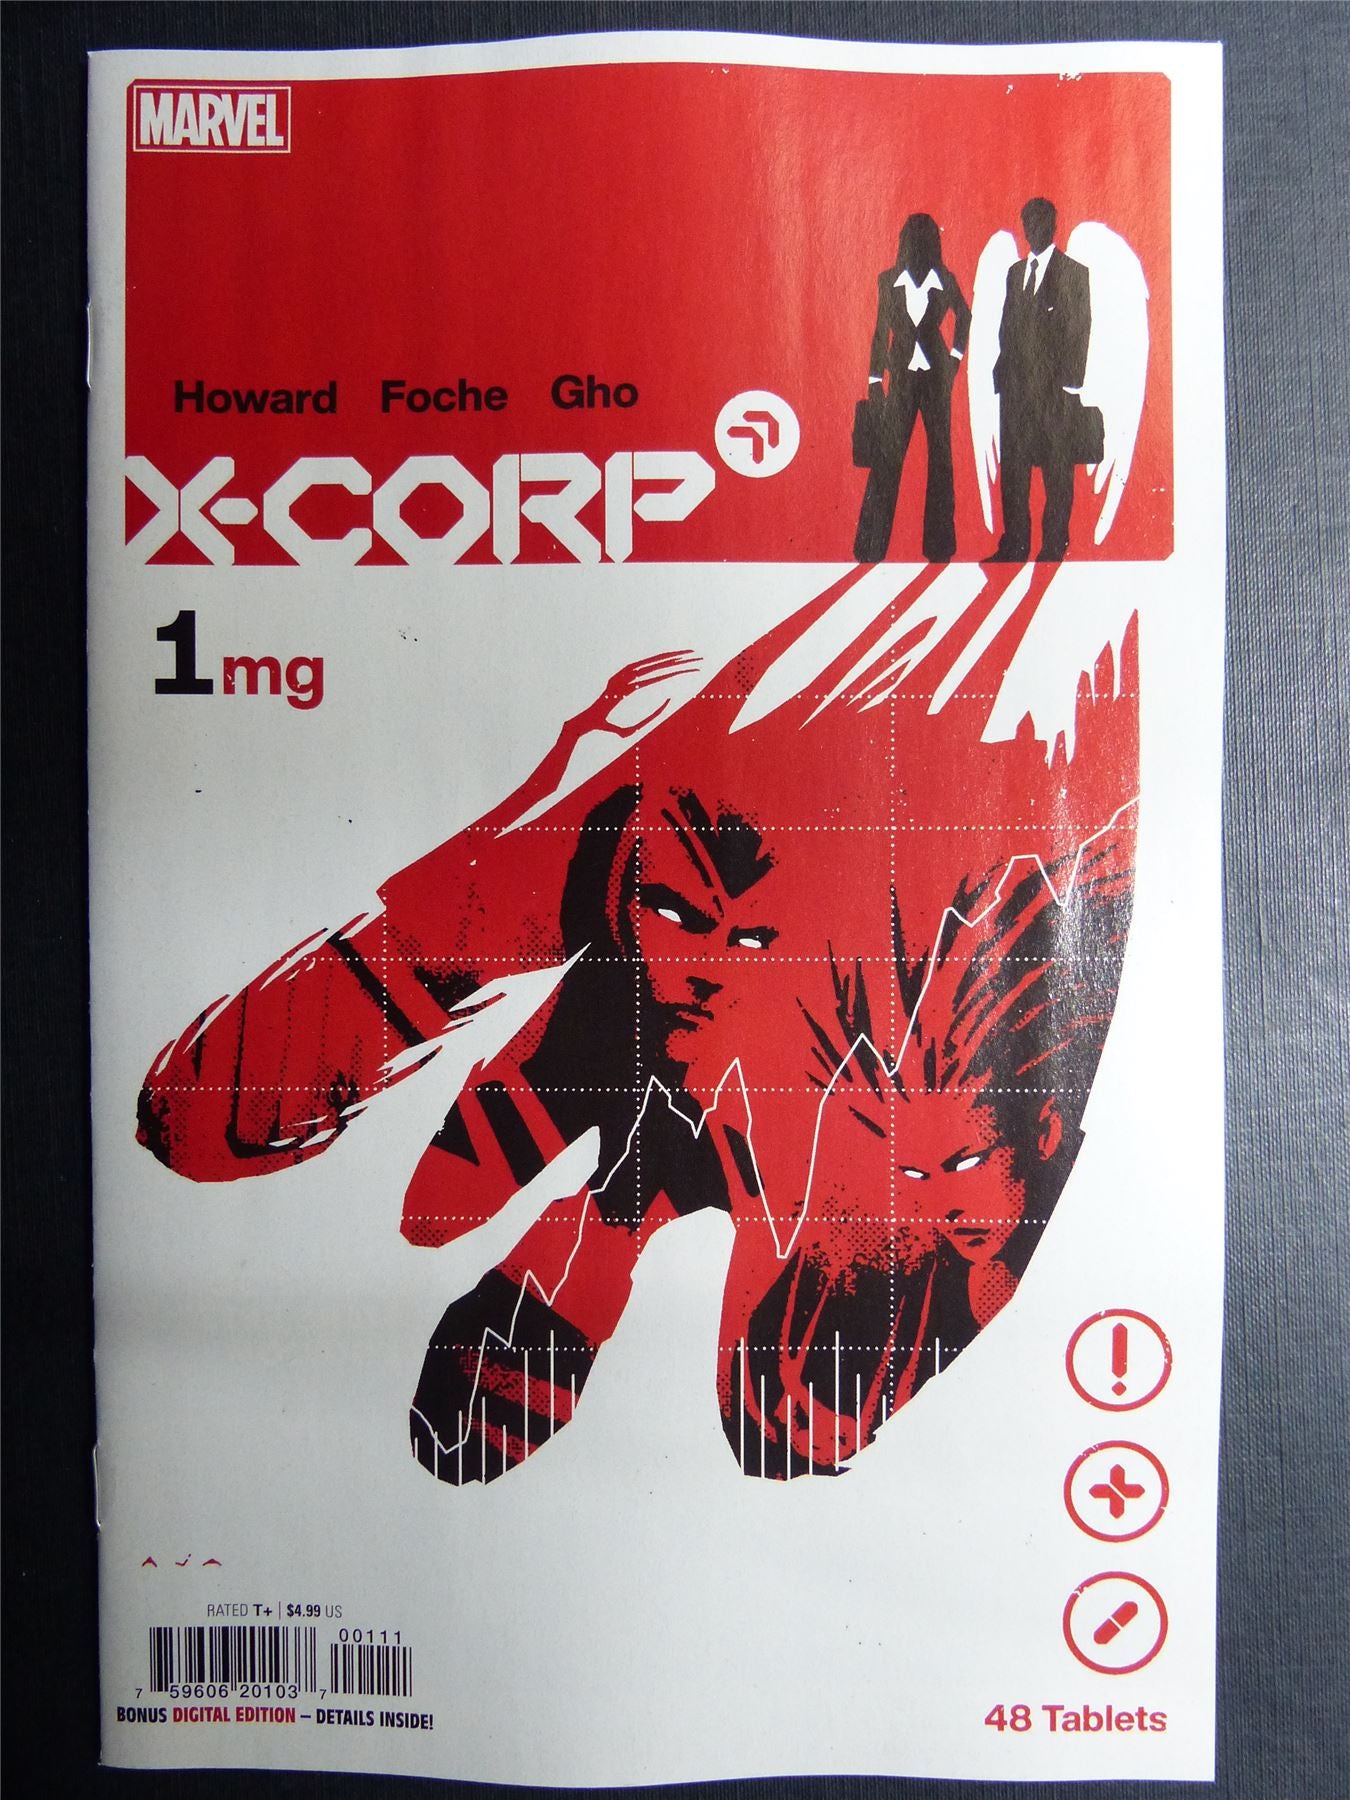 MARVEL
Howard Foche Gho
X-CORP
1mg
AJA
RATED T+ | $4.99 US
00111
7 59606 20103 7
BONUS DIGITAL EDITION – DETAILS INSIDE!
48 Tablets